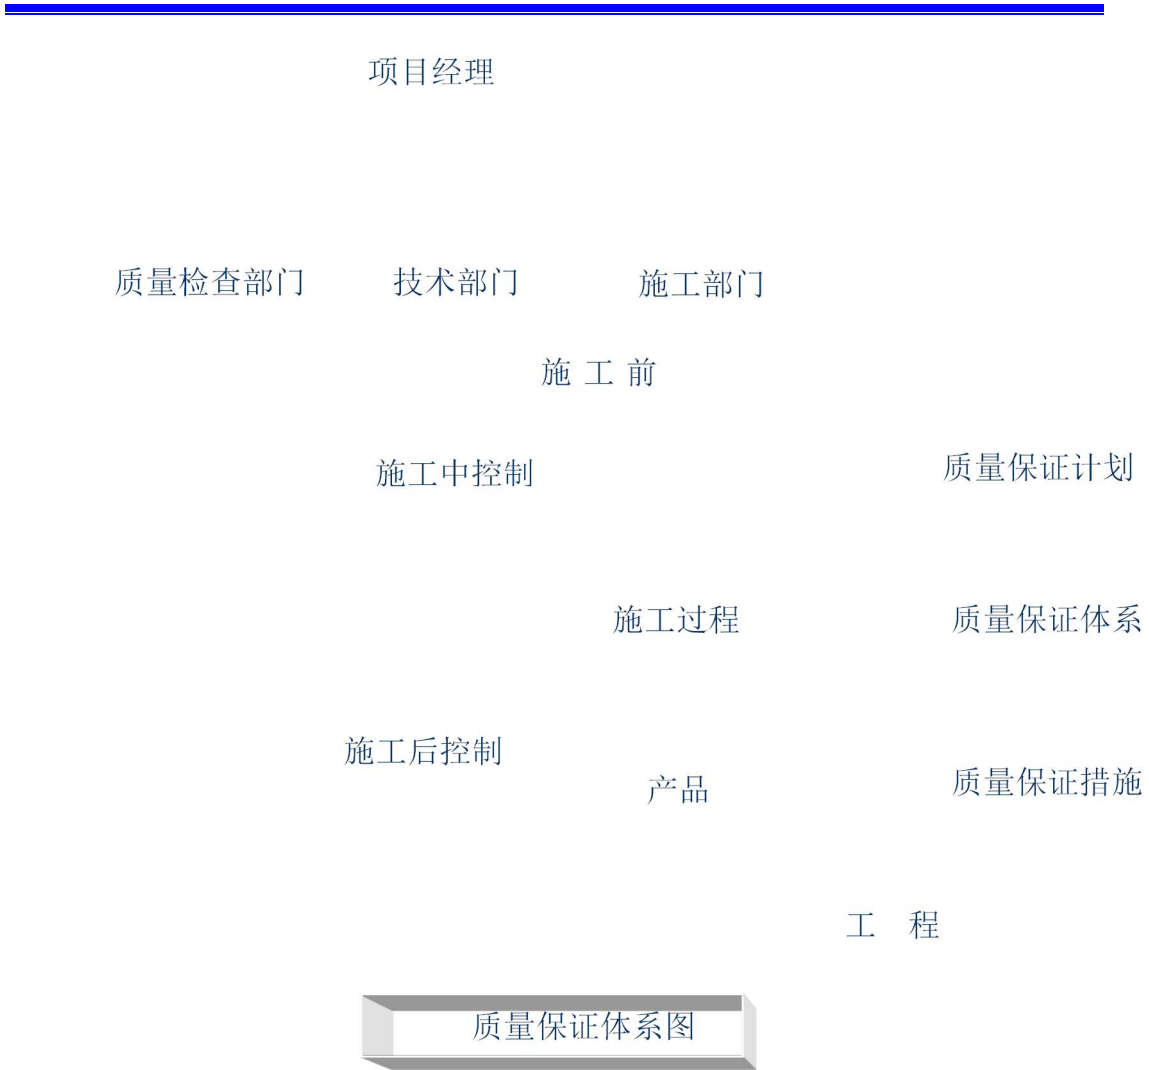 项目经理
质量检查部门 技术部门 施工部门
施 工 前
施工中控制 质量保证计划
施工过程 质量保证体系
施工后控制
产品 质量保证措施
工 程
质量保证体系图